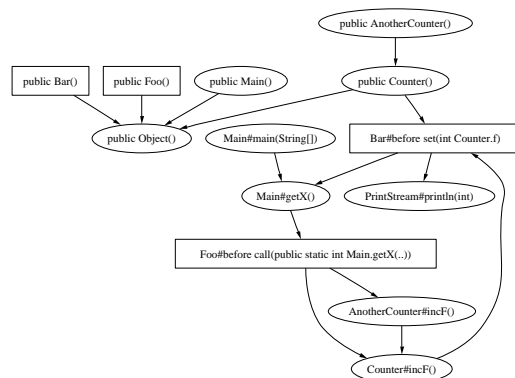 public AnotherCounter()
public Bar()
public Foo()
public Main()
public Counter()
public Object()
Main#main(String[])
Bar#before set(int Counter.f)
Main#getX()
PrintStream#println(int)
Foo#before call(public static int Main.getX(..))
AnotherCounter#incF()
Counter#incF()